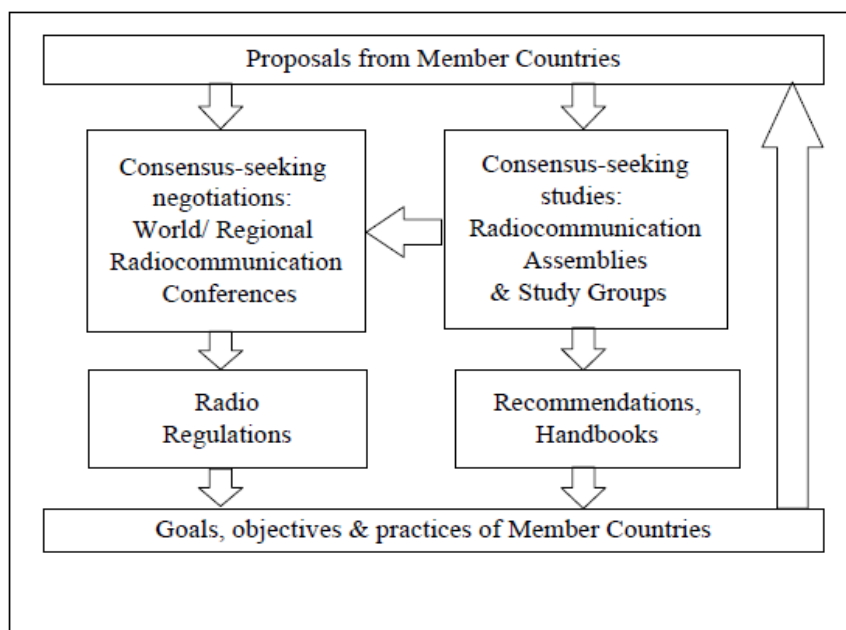 Proposals from Member Countries
Consensus-seeking
negotiations:
World/ Regional
Radiocommunication
Conferences
Consensus-seeking
studies:
Radiocommunication
Assemblies
& Study Groups
Radio
Regulations
Recommendations,
Handbooks
Goals, objectives & practices of Member Countries